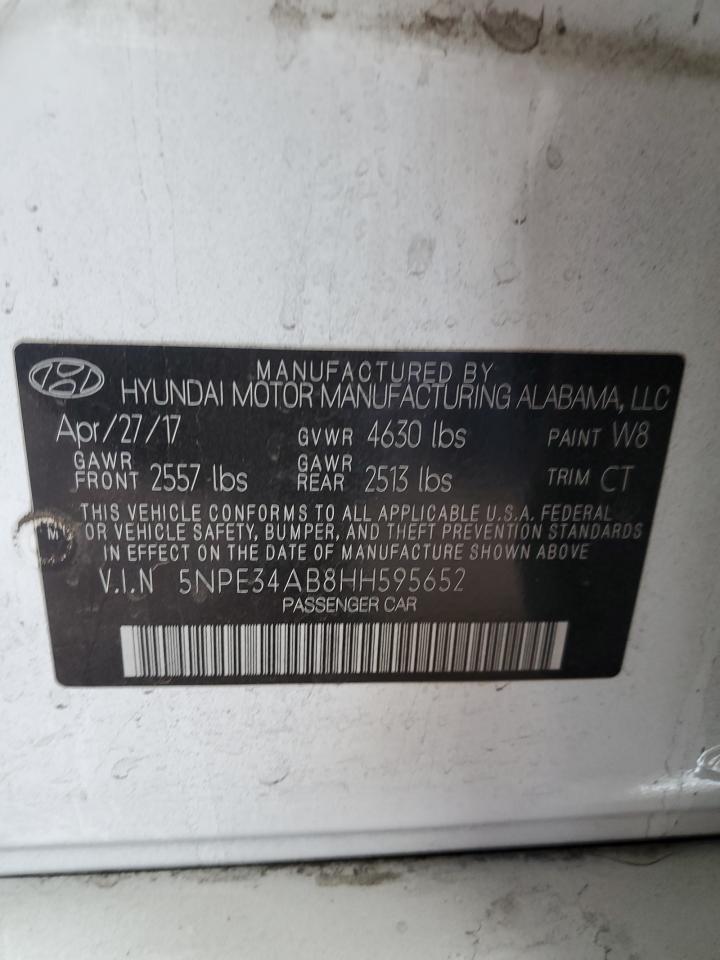 MANUFACTURED BY
HYUNDAI MOTOR MANUFACTURING ALABAMA, LLC
Apr/27/17 GVWR 4630 lbs PAINT W8
GAWR FRONT 2557 lbs GAWR REAR 2513 lbs TRIM CT
THIS VEHICLE CONFORMS TO ALL APPLICABLE U.S.A. FEDERAL
OR VEHICLE SAFETY, BUMPER, AND THEFT PREVENTION STANDARDS
IN EFFECT ON THE DATE OF MANUFACTURE SHOWN ABOVE
V.I.N 5NPE34AB8HH595652
PASSENGER CAR